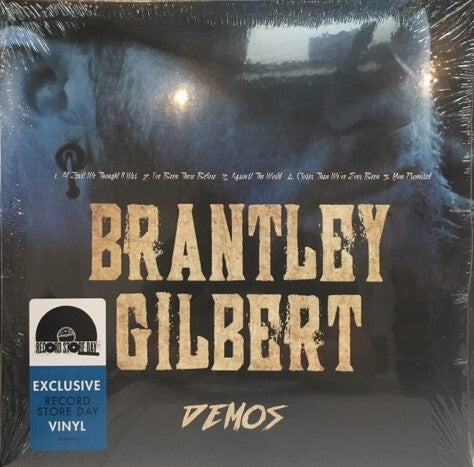 1. At Least We Thought It Was 2. I've Been There Before 3. Against The World 4. Closer Than We've Ever Been 5. You Promised
BRANTLEY
GILBERT
DEMOS
RECORD STORE DAY
EXCLUSIVE
RECORD
STORE DAY
VINYL